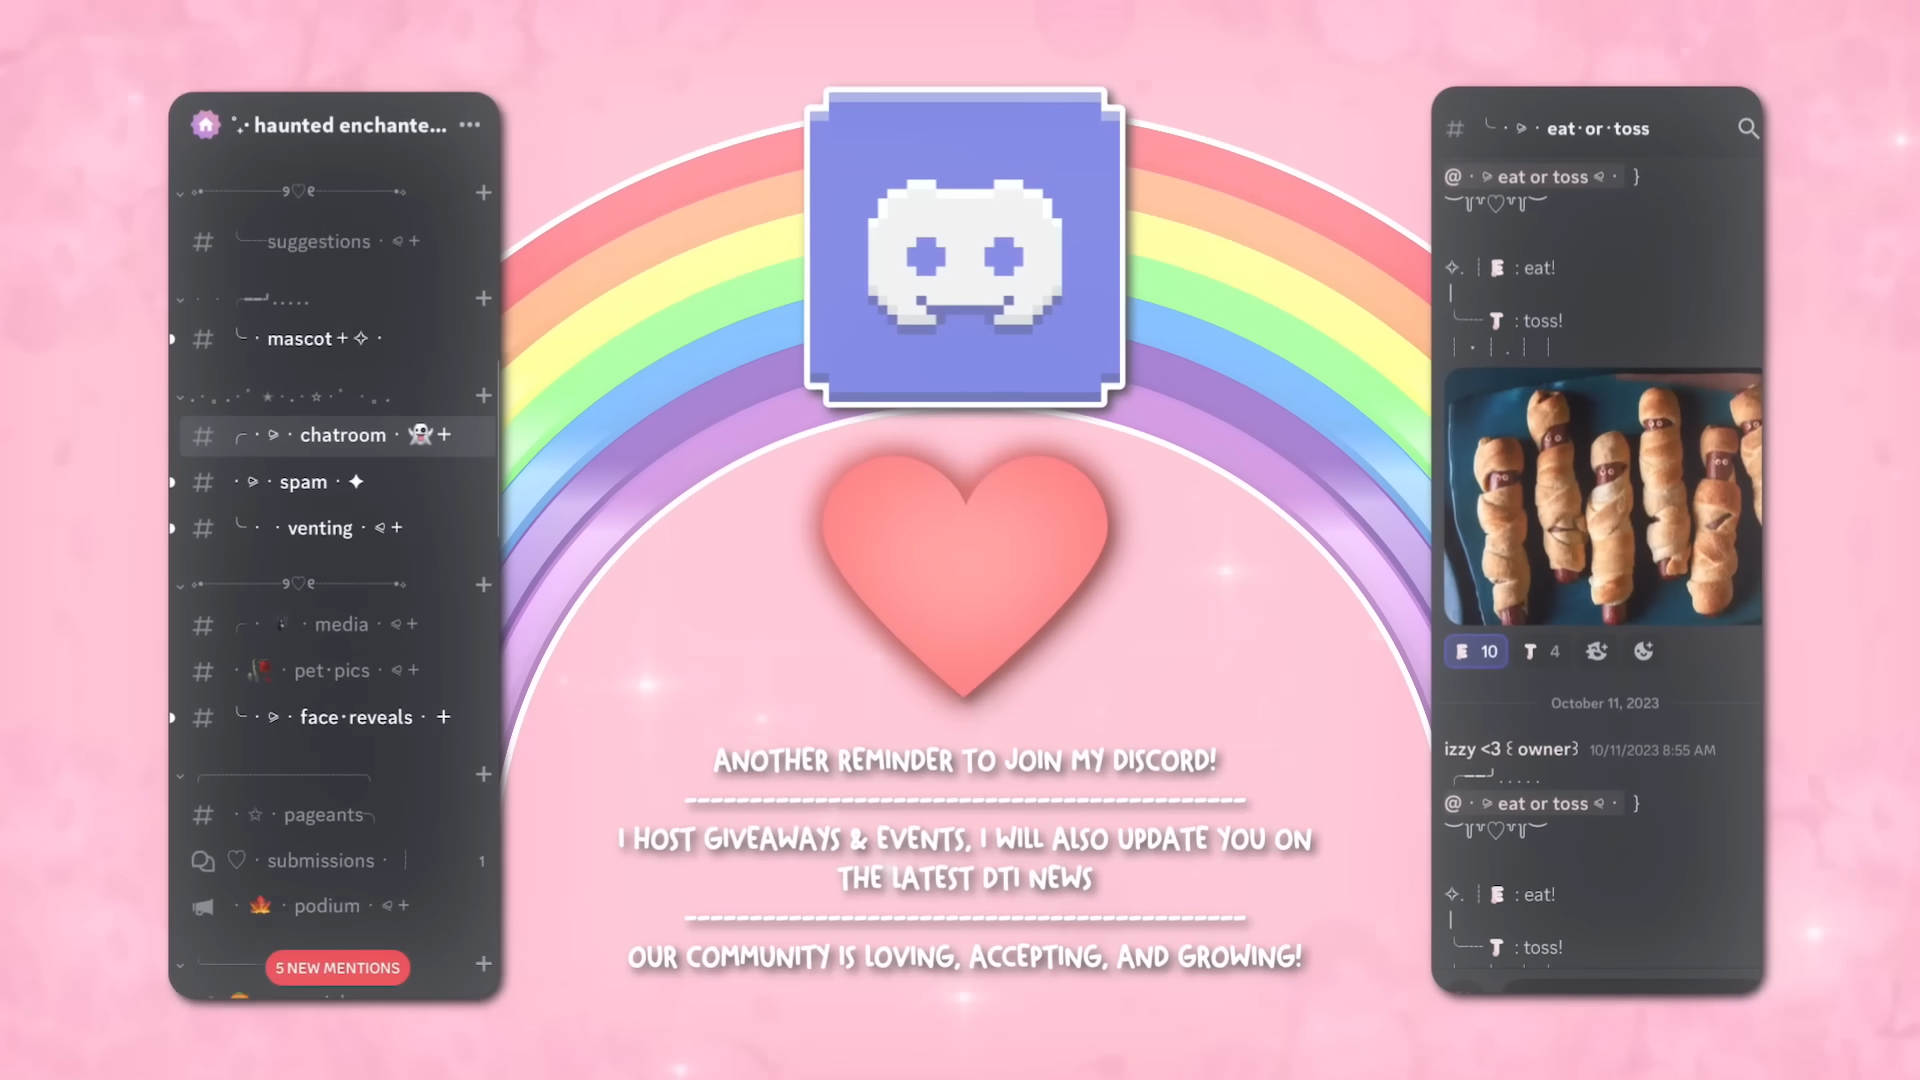 haunted enchante...
suggestions
mascot
chatroom
spam
venting
media
pet·pics
face·reveals
pageants
submissions
1
podium
5 NEW MENTIONS
ANOTHER REMINDER TO JOIN MY DISCORD!
I HOST GIVEAWAYS & EVENTS, I WILL ALSO UPDATE YOU ON
THE LATEST DTI NEWS
OUR COMMUNITY IS LOVING, ACCEPTING, AND GROWING!
eat·or·toss
@ · eat or toss · }
E : eat!
T : toss!
E 10 T 4
October 11, 2023
izzy <3 ꒰ owner꒱ 10/11/2023 8:55 AM
@ · eat or toss · }
E : eat!
T : toss!